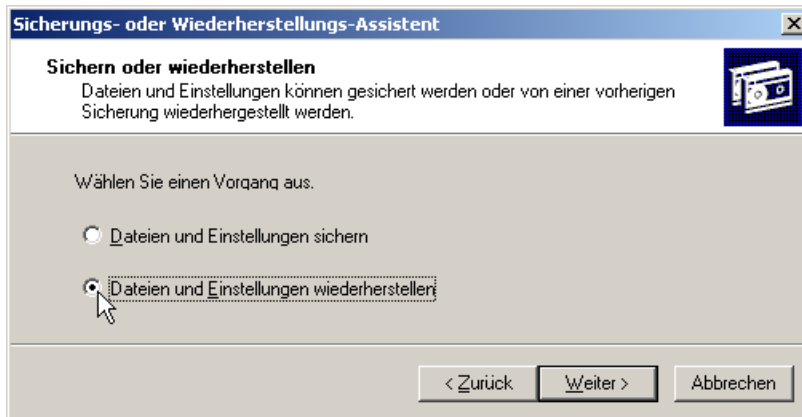 Sicherungs- oder Wiederherstellungs-Assistent
Sichern oder wiederherstellen
Dateien und Einstellungen können gesichert werden oder von einer vorherigen
Sicherung wiederhergestellt werden.
Wählen Sie einen Vorgang aus.
Dateien und Einstellungen sichern
Dateien und Einstellungen wiederherstellen
< Zurück
Weiter >
Abbrechen